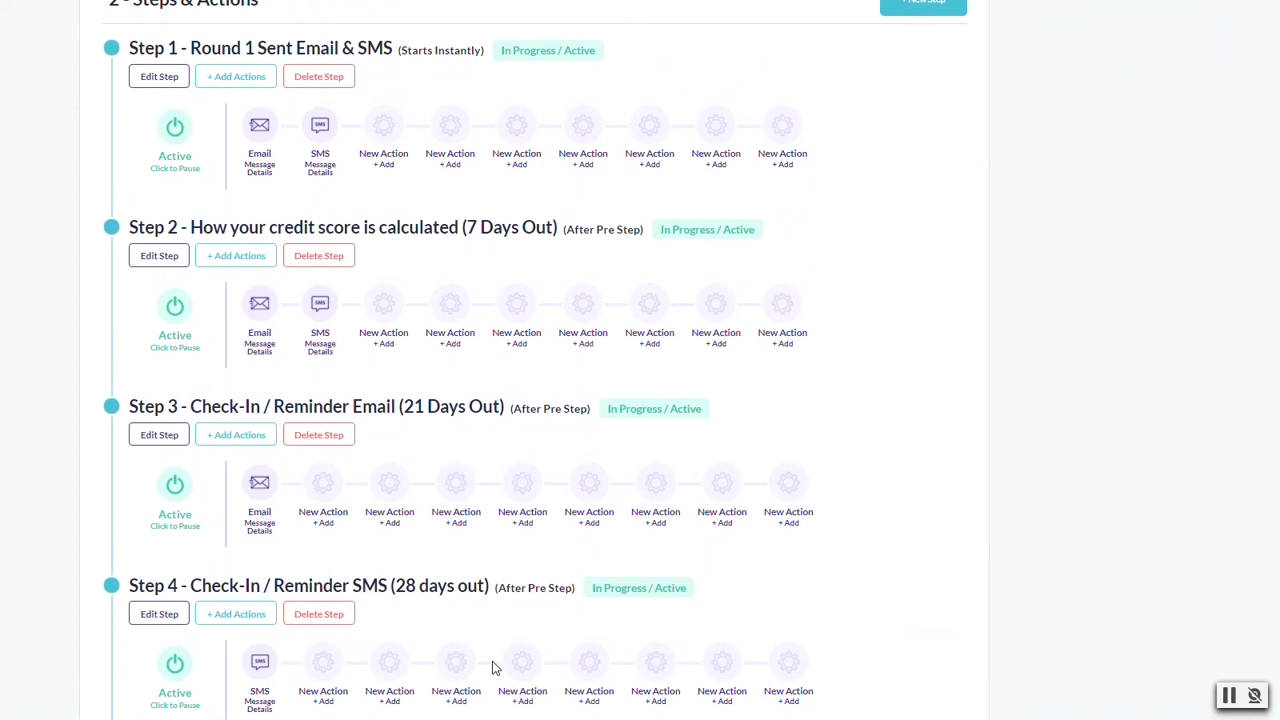 2 - Steps & Actions
+ New Step
Step 1 - Round 1 Sent Email & SMS (Starts Instantly) In Progress / Active
Edit Step + Add Actions Delete Step
SMS
Active Click to Pause
Email Message Details
SMS Message Details
New Action + Add
New Action + Add
New Action + Add
New Action + Add
New Action + Add
New Action + Add
New Action + Add
Step 2 - How your credit score is calculated (7 Days Out) (After Pre Step) In Progress / Active
Edit Step + Add Actions Delete Step
SMS
Active Click to Pause
Email Message Details
SMS Message Details
New Action + Add
New Action + Add
New Action + Add
New Action + Add
New Action + Add
New Action + Add
New Action + Add
Step 3 - Check-In / Reminder Email (21 Days Out) (After Pre Step) In Progress / Active
Edit Step + Add Actions Delete Step
Active Click to Pause
Email Message Details
New Action + Add
New Action + Add
New Action + Add
New Action + Add
New Action + Add
New Action + Add
New Action + Add
New Action + Add
Step 4 - Check-In / Reminder SMS (28 days out) (After Pre Step) In Progress / Active
Edit Step + Add Actions Delete Step
SMS
Active Click to Pause
SMS Message Details
New Action + Add
New Action + Add
New Action + Add
New Action + Add
New Action + Add
New Action + Add
New Action + Add
New Action + Add